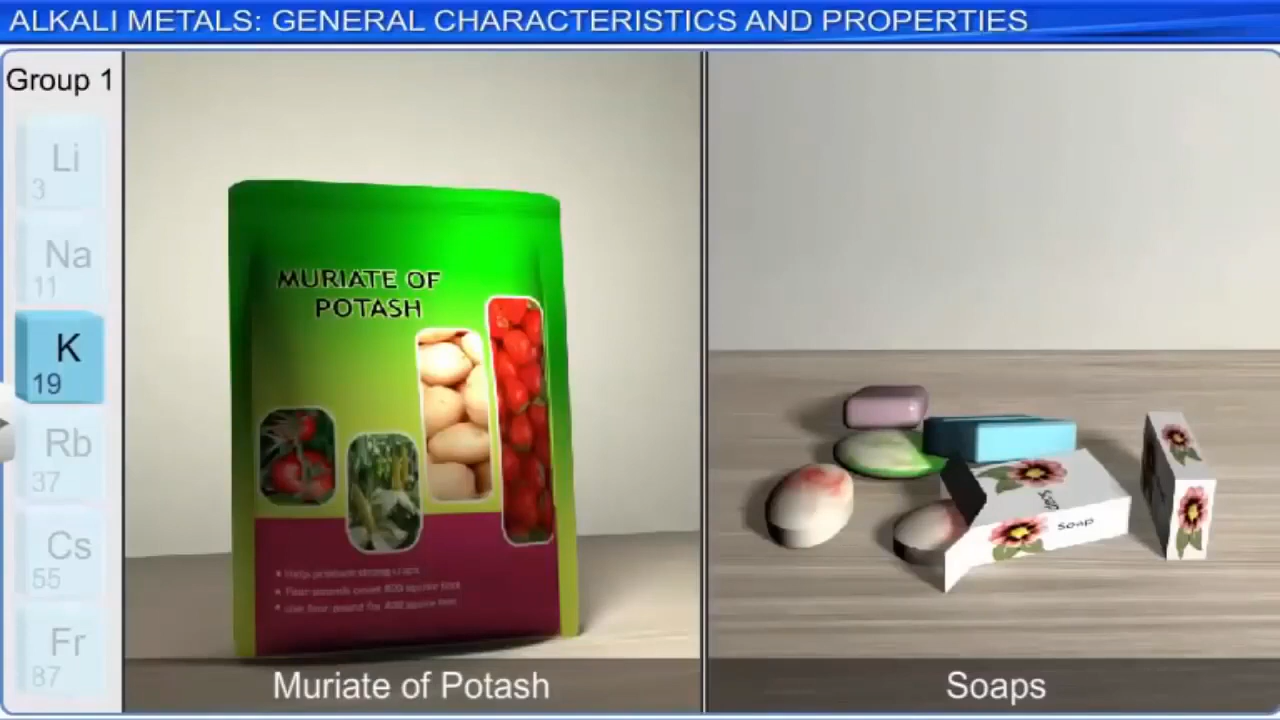 ALKALI METALS: GENERAL CHARACTERISTICS AND PROPERTIES
Group 1
Li
3
Na
11
K
19
Rb
37
Cs
55
Fr
87
MURIATE OF
POTASH
Muriate of Potash
Soap
Soap
Soaps